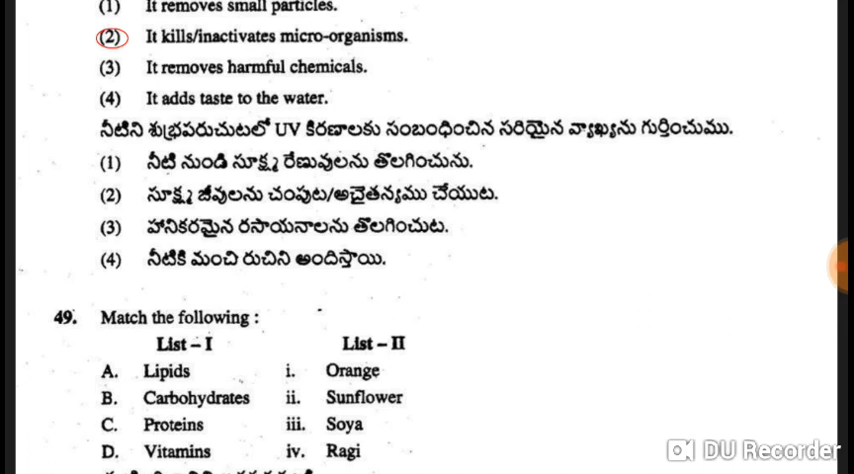 (1) It removes small particles.
(2) It kills/inactivates micro-organisms.
(3) It removes harmful chemicals.
(4) It adds taste to the water.
నీటిని శుభ్రపరుచుటలో UV కిరణాలకు సంబంధించిన సరియైన వ్యాఖ్యను గుర్తించుము.
(1) నీటి నుండి సూక్ష్మ రేణువులను తొలగించును.
(2) సూక్ష్మ జీవులను చంపుట/అచైతన్యము చేయుట.
(3) హానికరమైన రసాయనాలను తొలగించుట.
(4) నీటికి మంచి రుచిని అందిస్తాయి.
49. Match the following :
List – I List – II
A. Lipids i. Orange
B. Carbohydrates ii. Sunflower
C. Proteins iii. Soya
D. Vitamins iv. Ragi
DU Recorder